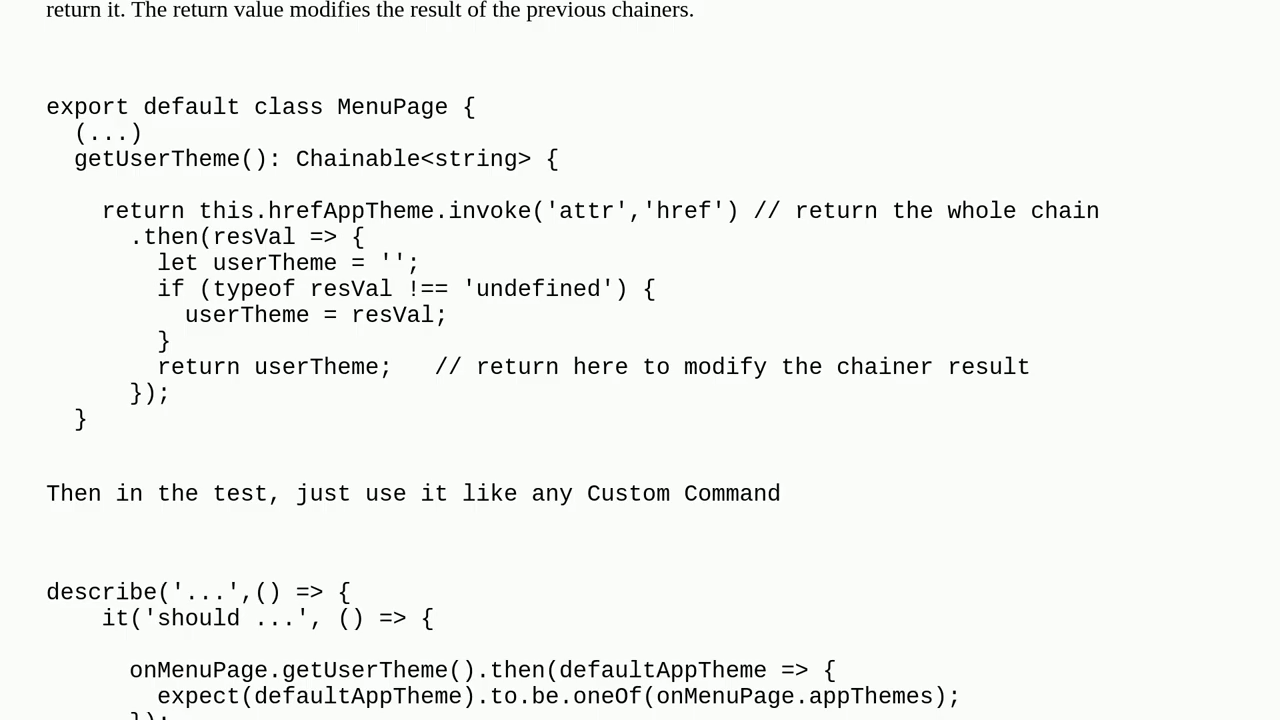 return it. The return value modifies the result of the previous chainers.
export default class MenuPage {
  (...)
  getUserTheme(): Chainable<string> {
    return this.hrefAppTheme.invoke('attr','href') // return the whole chain
      .then(resVal => {
        let userTheme = '';
        if (typeof resVal !== 'undefined') {
          userTheme = resVal;
        }
        return userTheme;   // return here to modify the chainer result
      });
  }
Then in the test, just use it like any Custom Command
describe('...',() => {
    it('should ...', () => {
      onMenuPage.getUserTheme().then(defaultAppTheme => {
        expect(defaultAppTheme).to.be.oneOf(onMenuPage.appThemes);
      });